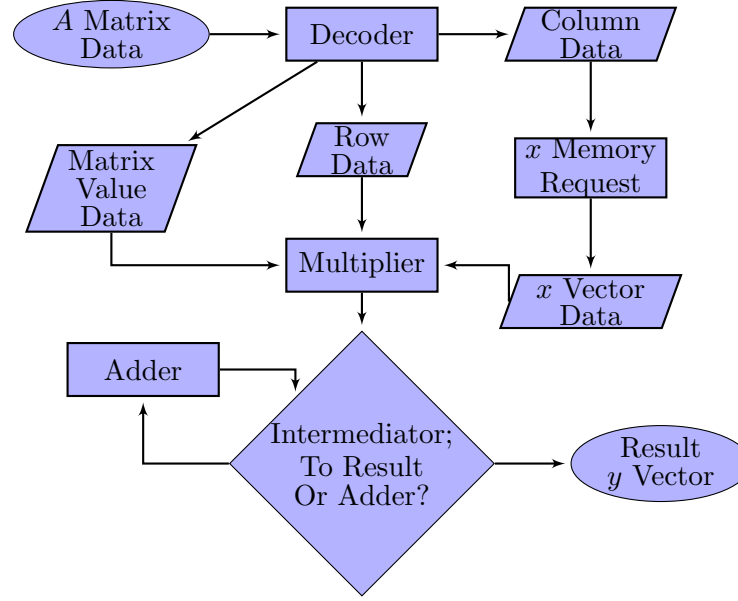 A Matrix
Data
Decoder
Column
Data
Matrix
Value
Data
Row
Data
x Memory
Request
Multiplier
x Vector
Data
Adder
Intermediator;
To Result
Or Adder?
Result
y Vector